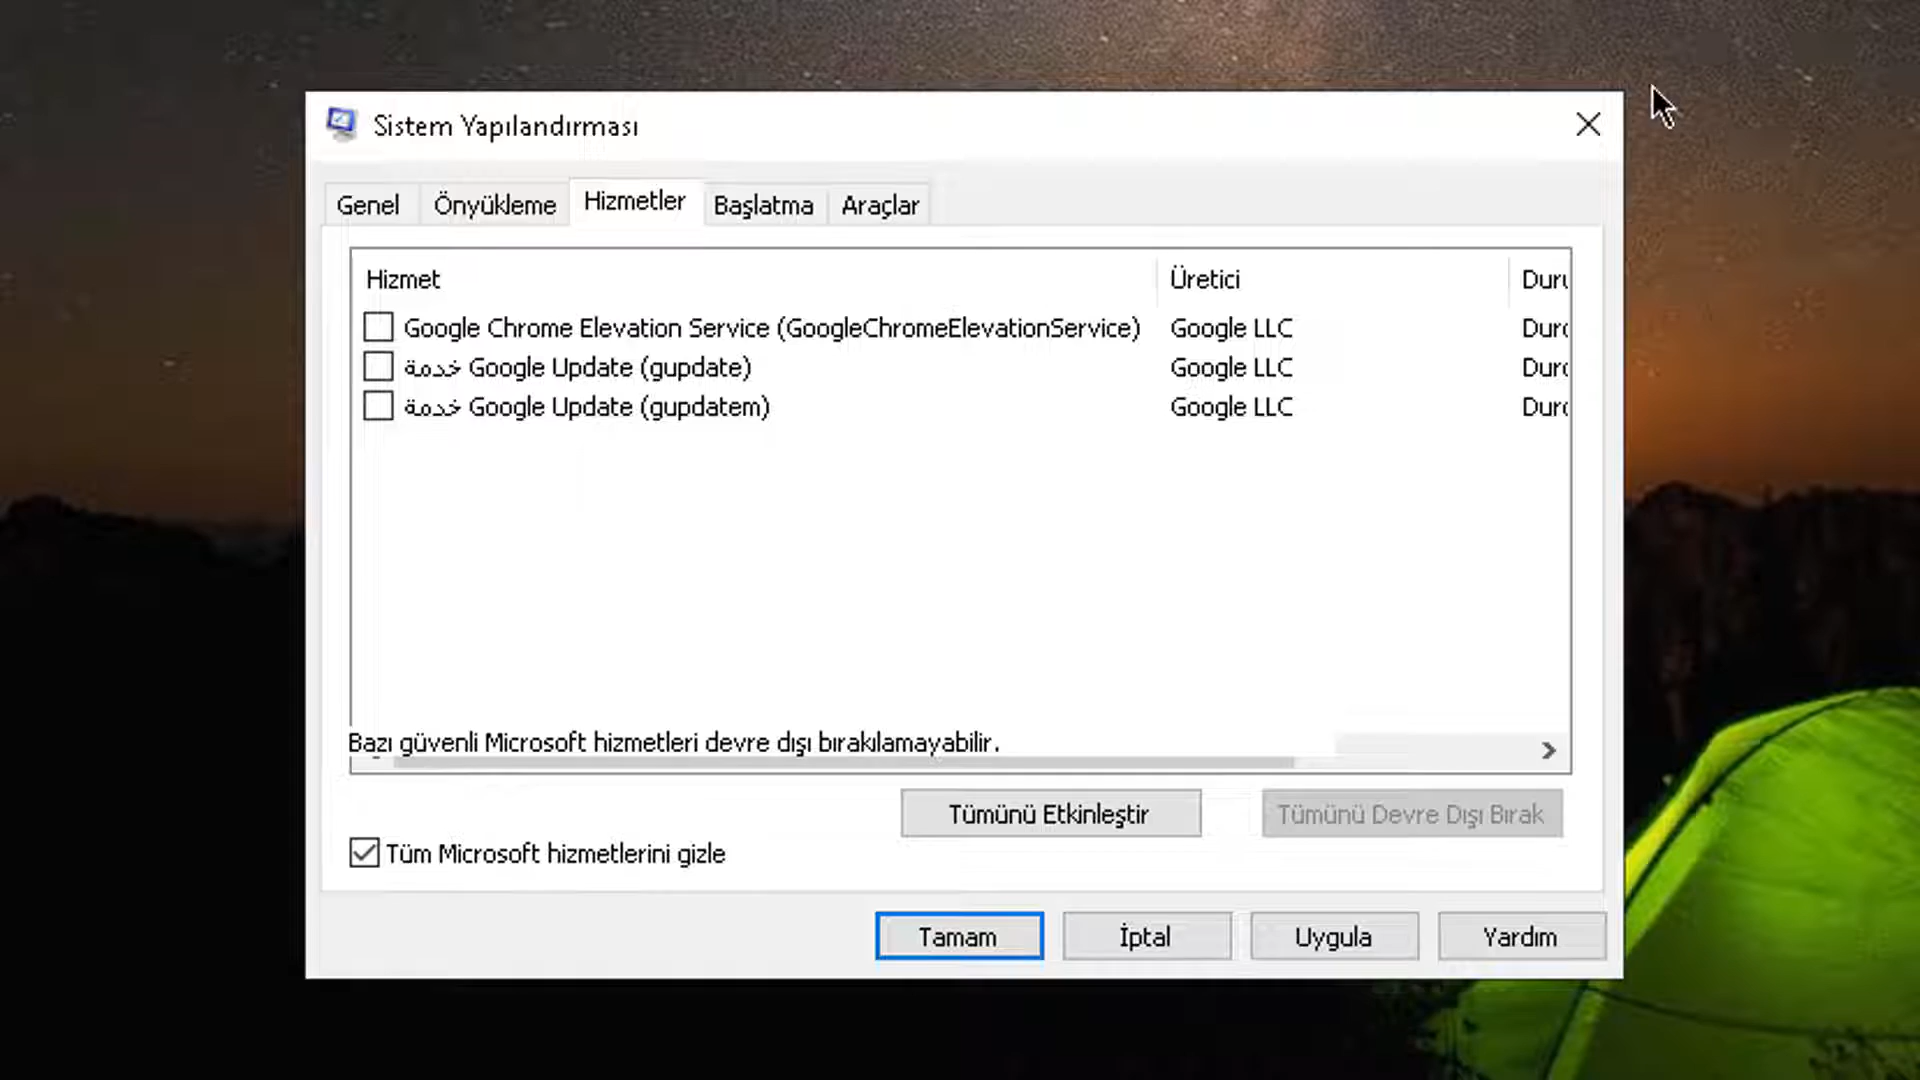 Sistem Yapılandırması
Genel Önyükleme Hizmetler Başlatma Araçlar
Hizmet Üretici
Google Chrome Elevation Service (GoogleChromeElevationService) Google LLC
خدمة Google Update (gupdate) Google LLC
خدمة Google Update (gupdatem) Google LLC
Bazı güvenli Microsoft hizmetleri devre dışı bırakılamayabilir.
Tümünü Etkinleştir Tümünü Devre Dışı Bırak
Tüm Microsoft hizmetlerini gizle
Tamam İptal Uygula Yardım